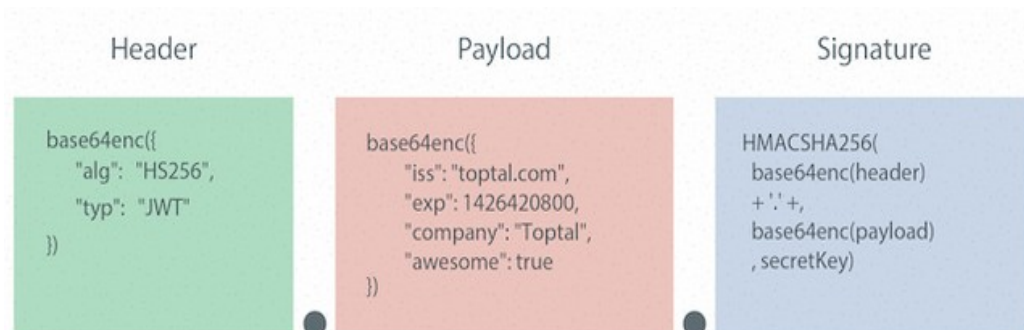 Header
base64enc({
"alg": "HS256",
"typ": "JWT"
})
Payload
base64enc({
"iss": "toptal.com",
"exp": 1426420800,
"company": "Toptal",
"awesome": true
})
Signature
HMACSHA256(
base64enc(header)
+ '.' +,
base64enc(payload)
, secretKey)